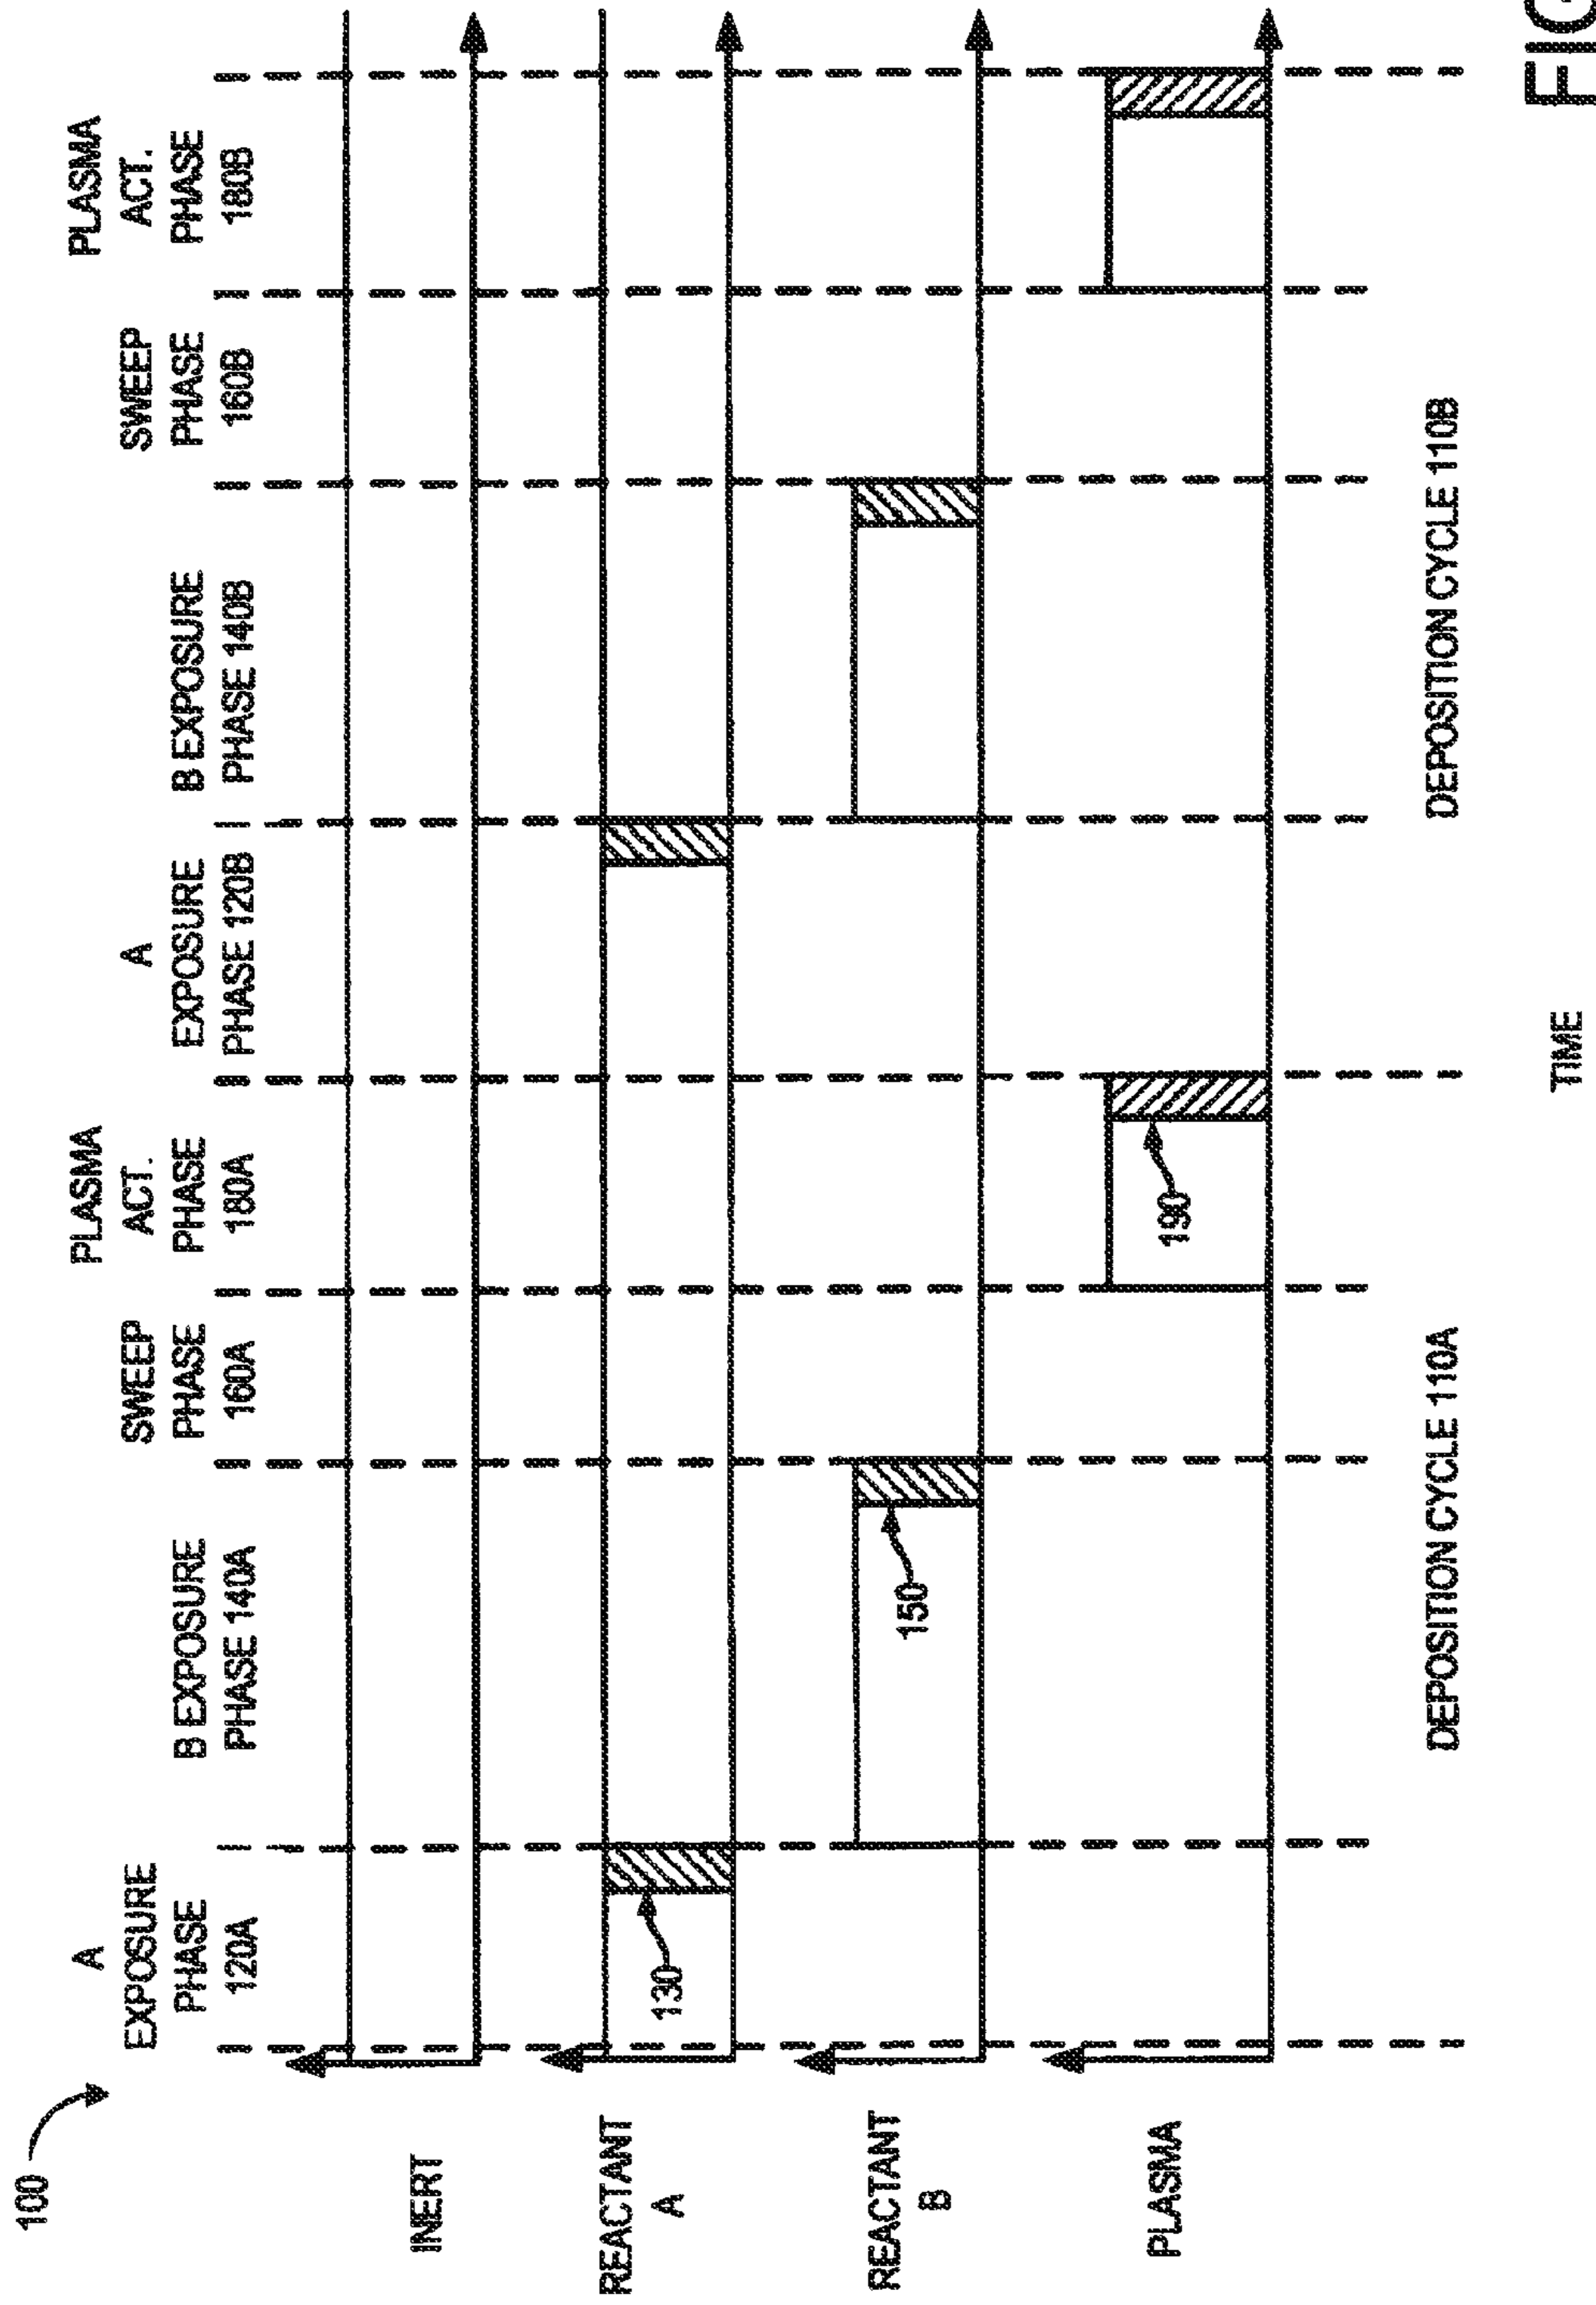 100
A
EXPOSURE
PHASE
120A
B EXPOSURE
PHASE 140A
SWEEP
PHASE
160A
PLASMA
ACT.
PHASE
180A
A
EXPOSURE
PHASE 120B
B EXPOSURE
PHASE 140B
SWEEP
PHASE
160B
PLASMA
ACT.
PHASE
180B
INERT
REACTANT
A
130
REACTANT
B
150
PLASMA
190
DEPOSITION CYCLE 110A
DEPOSITION CYCLE 110B
TIME